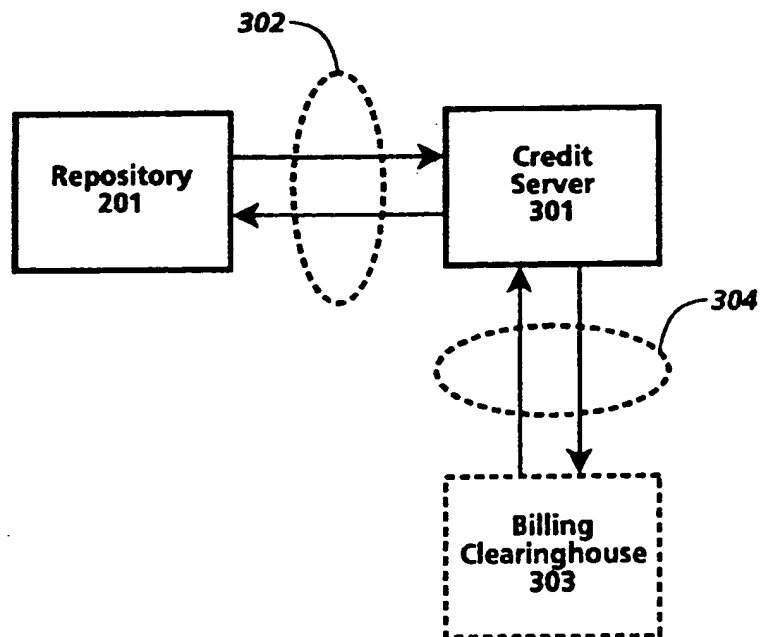 302
Repository
201
Credit
Server
301
304
Billing
Clearinghouse
303